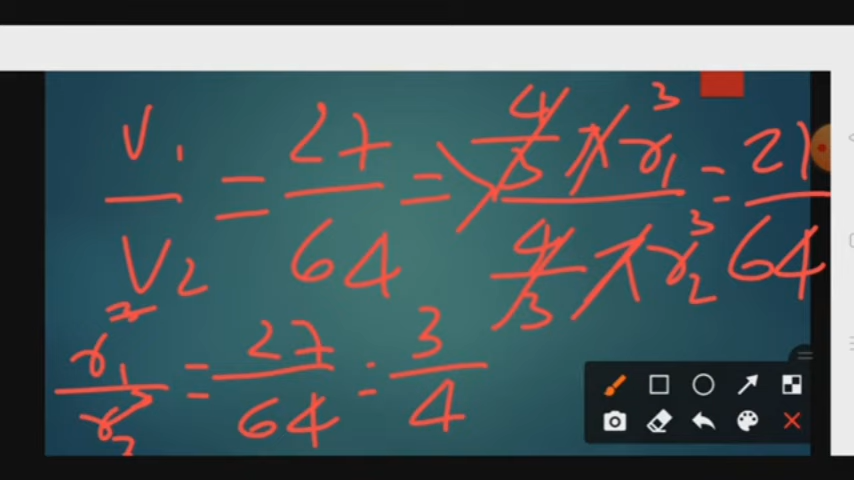 V₁/V₂ = 27/64 => (4/3 π r₁³)/(4/3 π r₂³) = 27/64
r₁³/r₂³ = 27/64 = 3/4